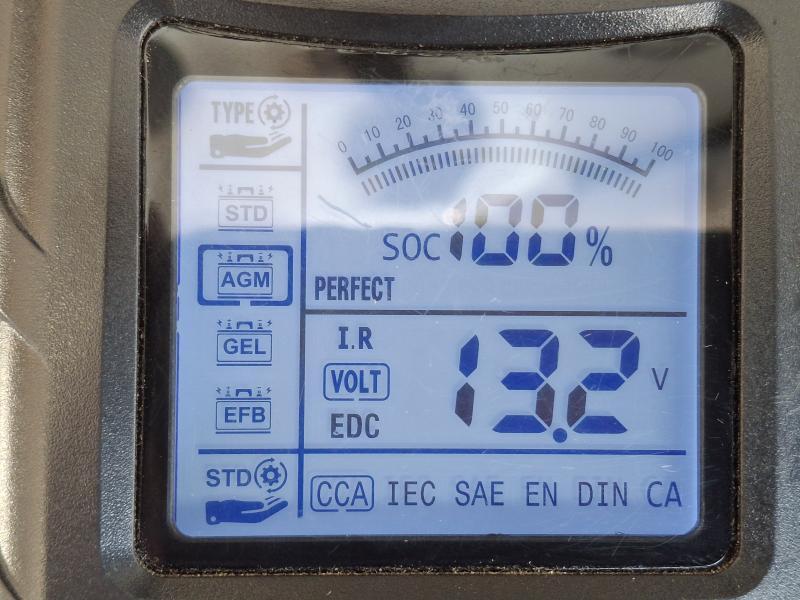 TYPE
0 10 20 30 40 50 60 70 80 90 100
STD
SOC 100 %
AGM
PERFECT
GEL
I.R
VOLT
13.2 V
EFB
EDC
STD
CCA IEC SAE EN DIN CA